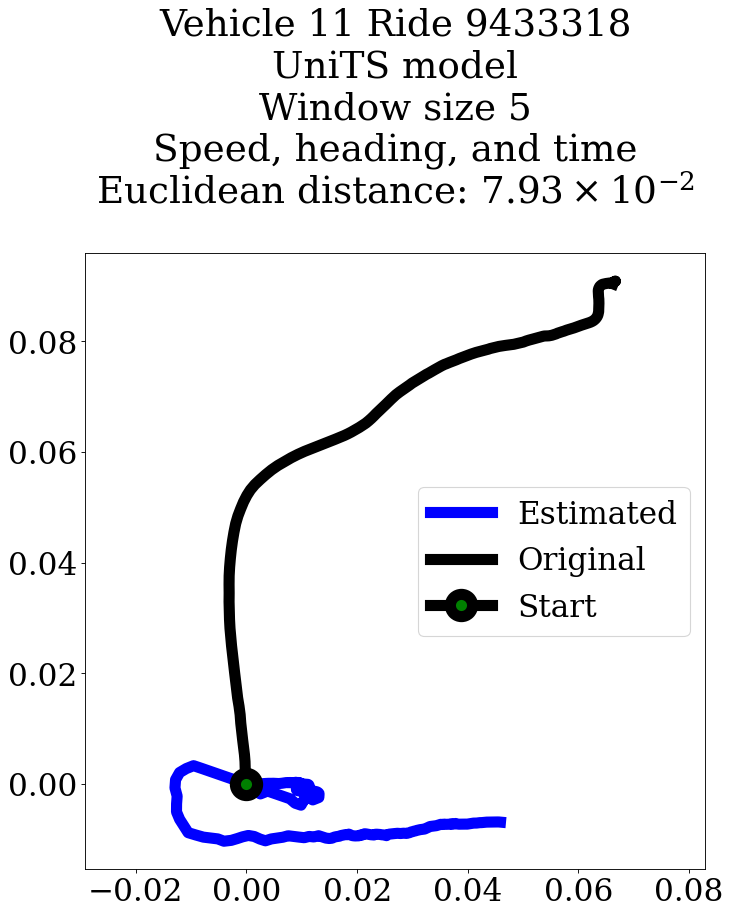 Vehicle 11 Ride 9433318
UniTS model
Window size 5
Speed, heading, and time
Euclidean distance: 7.93 × 10⁻²
0.08
0.06
0.04
0.02
0.00
Estimated
Original
Start
−0.02 0.00 0.02 0.04 0.06 0.08